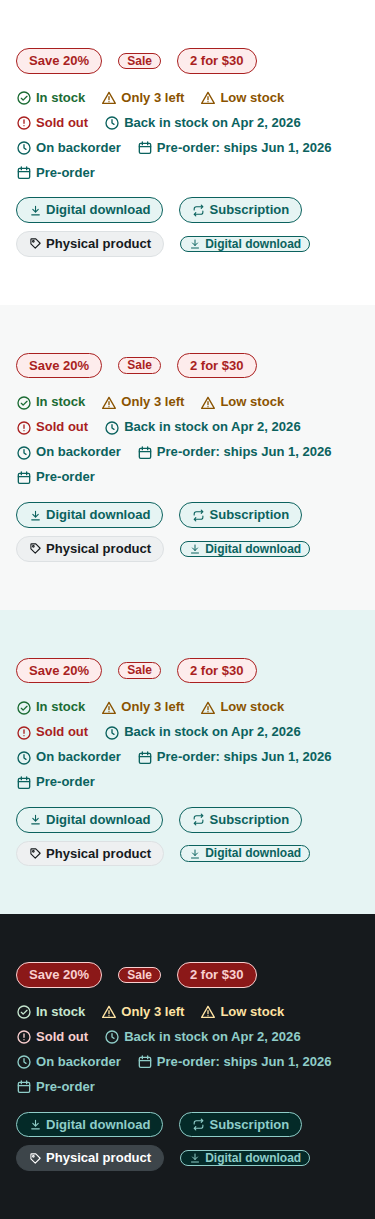 Save 20% Sale 2 for $30
In stock Only 3 left Low stock
Sold out Back in stock on Apr 2, 2026
On backorder Pre-order: ships Jun 1, 2026
Pre-order
Digital download Subscription
Physical product Digital download
Save 20% Sale 2 for $30
In stock Only 3 left Low stock
Sold out Back in stock on Apr 2, 2026
On backorder Pre-order: ships Jun 1, 2026
Pre-order
Digital download Subscription
Physical product Digital download
Save 20% Sale 2 for $30
In stock Only 3 left Low stock
Sold out Back in stock on Apr 2, 2026
On backorder Pre-order: ships Jun 1, 2026
Pre-order
Digital download Subscription
Physical product Digital download
Save 20% Sale 2 for $30
In stock Only 3 left Low stock
Sold out Back in stock on Apr 2, 2026
On backorder Pre-order: ships Jun 1, 2026
Pre-order
Digital download Subscription
Physical product Digital download